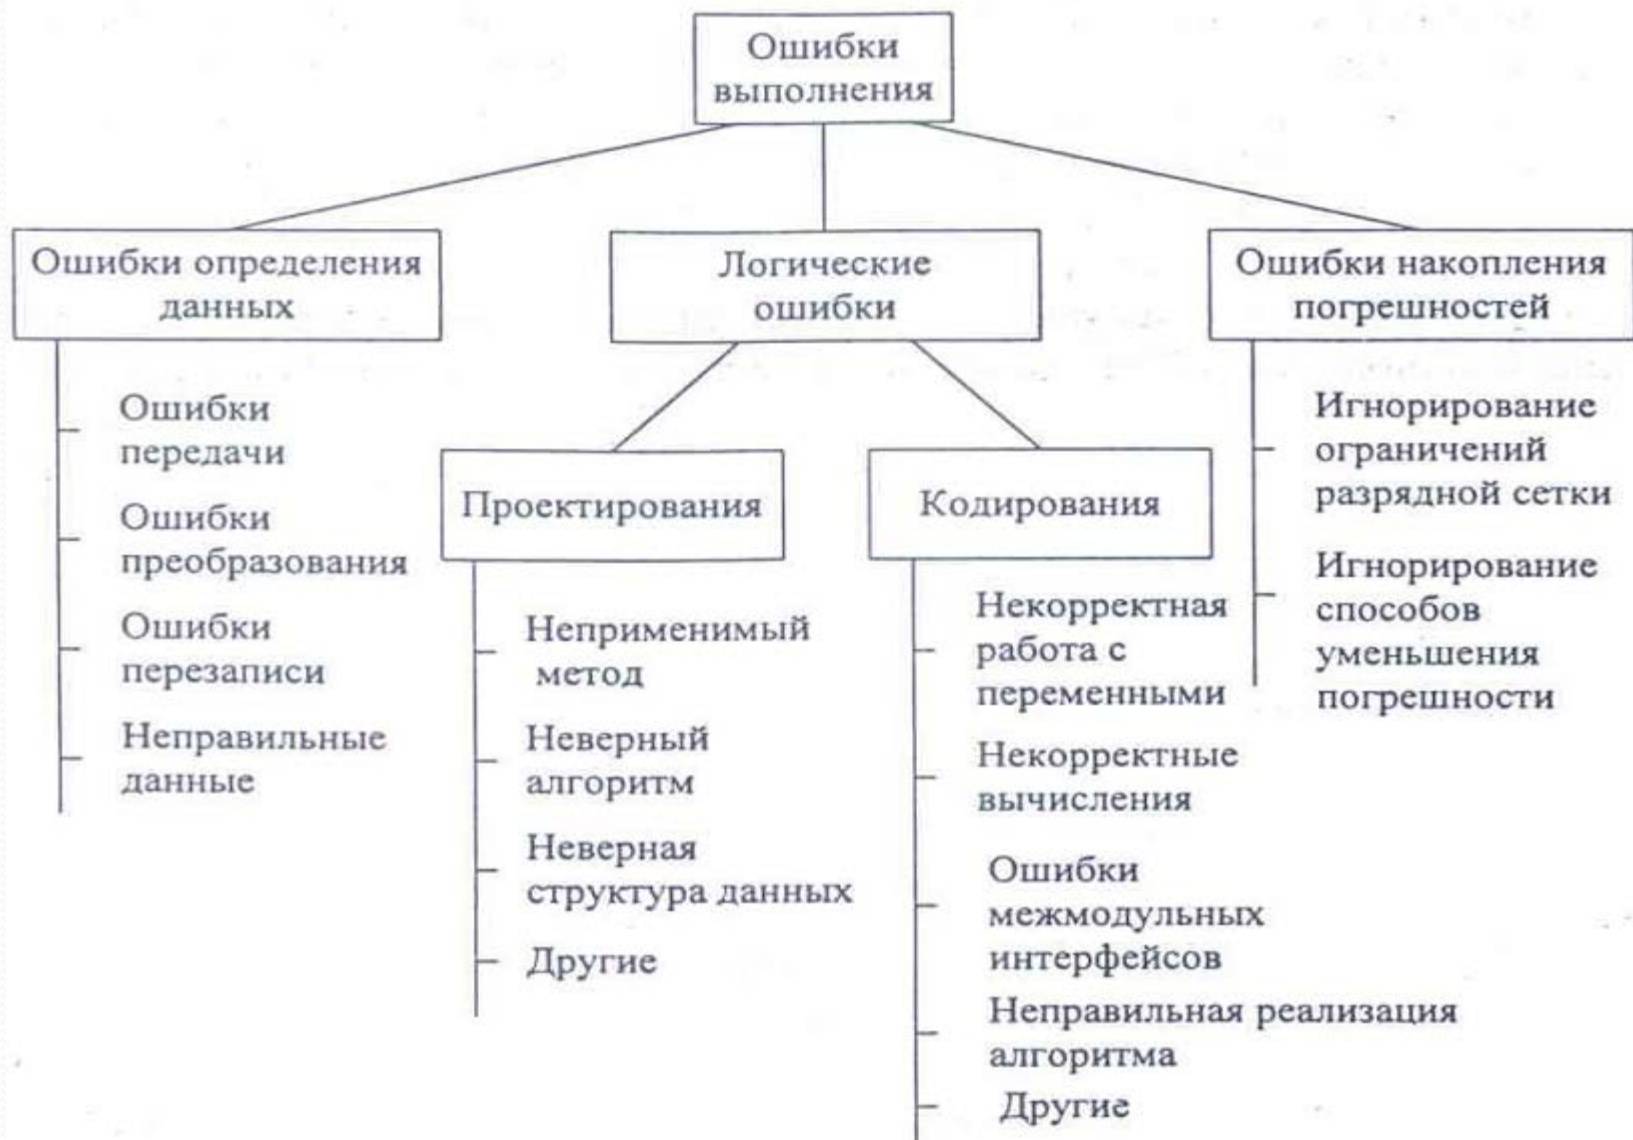 Ошибки
выполнения
Ошибки определения
данных
Логические
ошибки
Ошибки накопления
погрешностей
Ошибки
передачи
Ошибки
преобразования
Ошибки
перезаписи
Неправильные
данные
Проектирования
Неприменимый
метод
Неверный
алгоритм
Неверная
структура данных
Другие
Кодирования
Некорректная
работа с
переменными
Некорректные
вычисления
Ошибки
межмодульных
интерфейсов
Неправильная реализация
алгоритма
Другие
Игнорирование
ограничений
разрядной сетки
Игнорирование
способов
уменьшения
погрешности